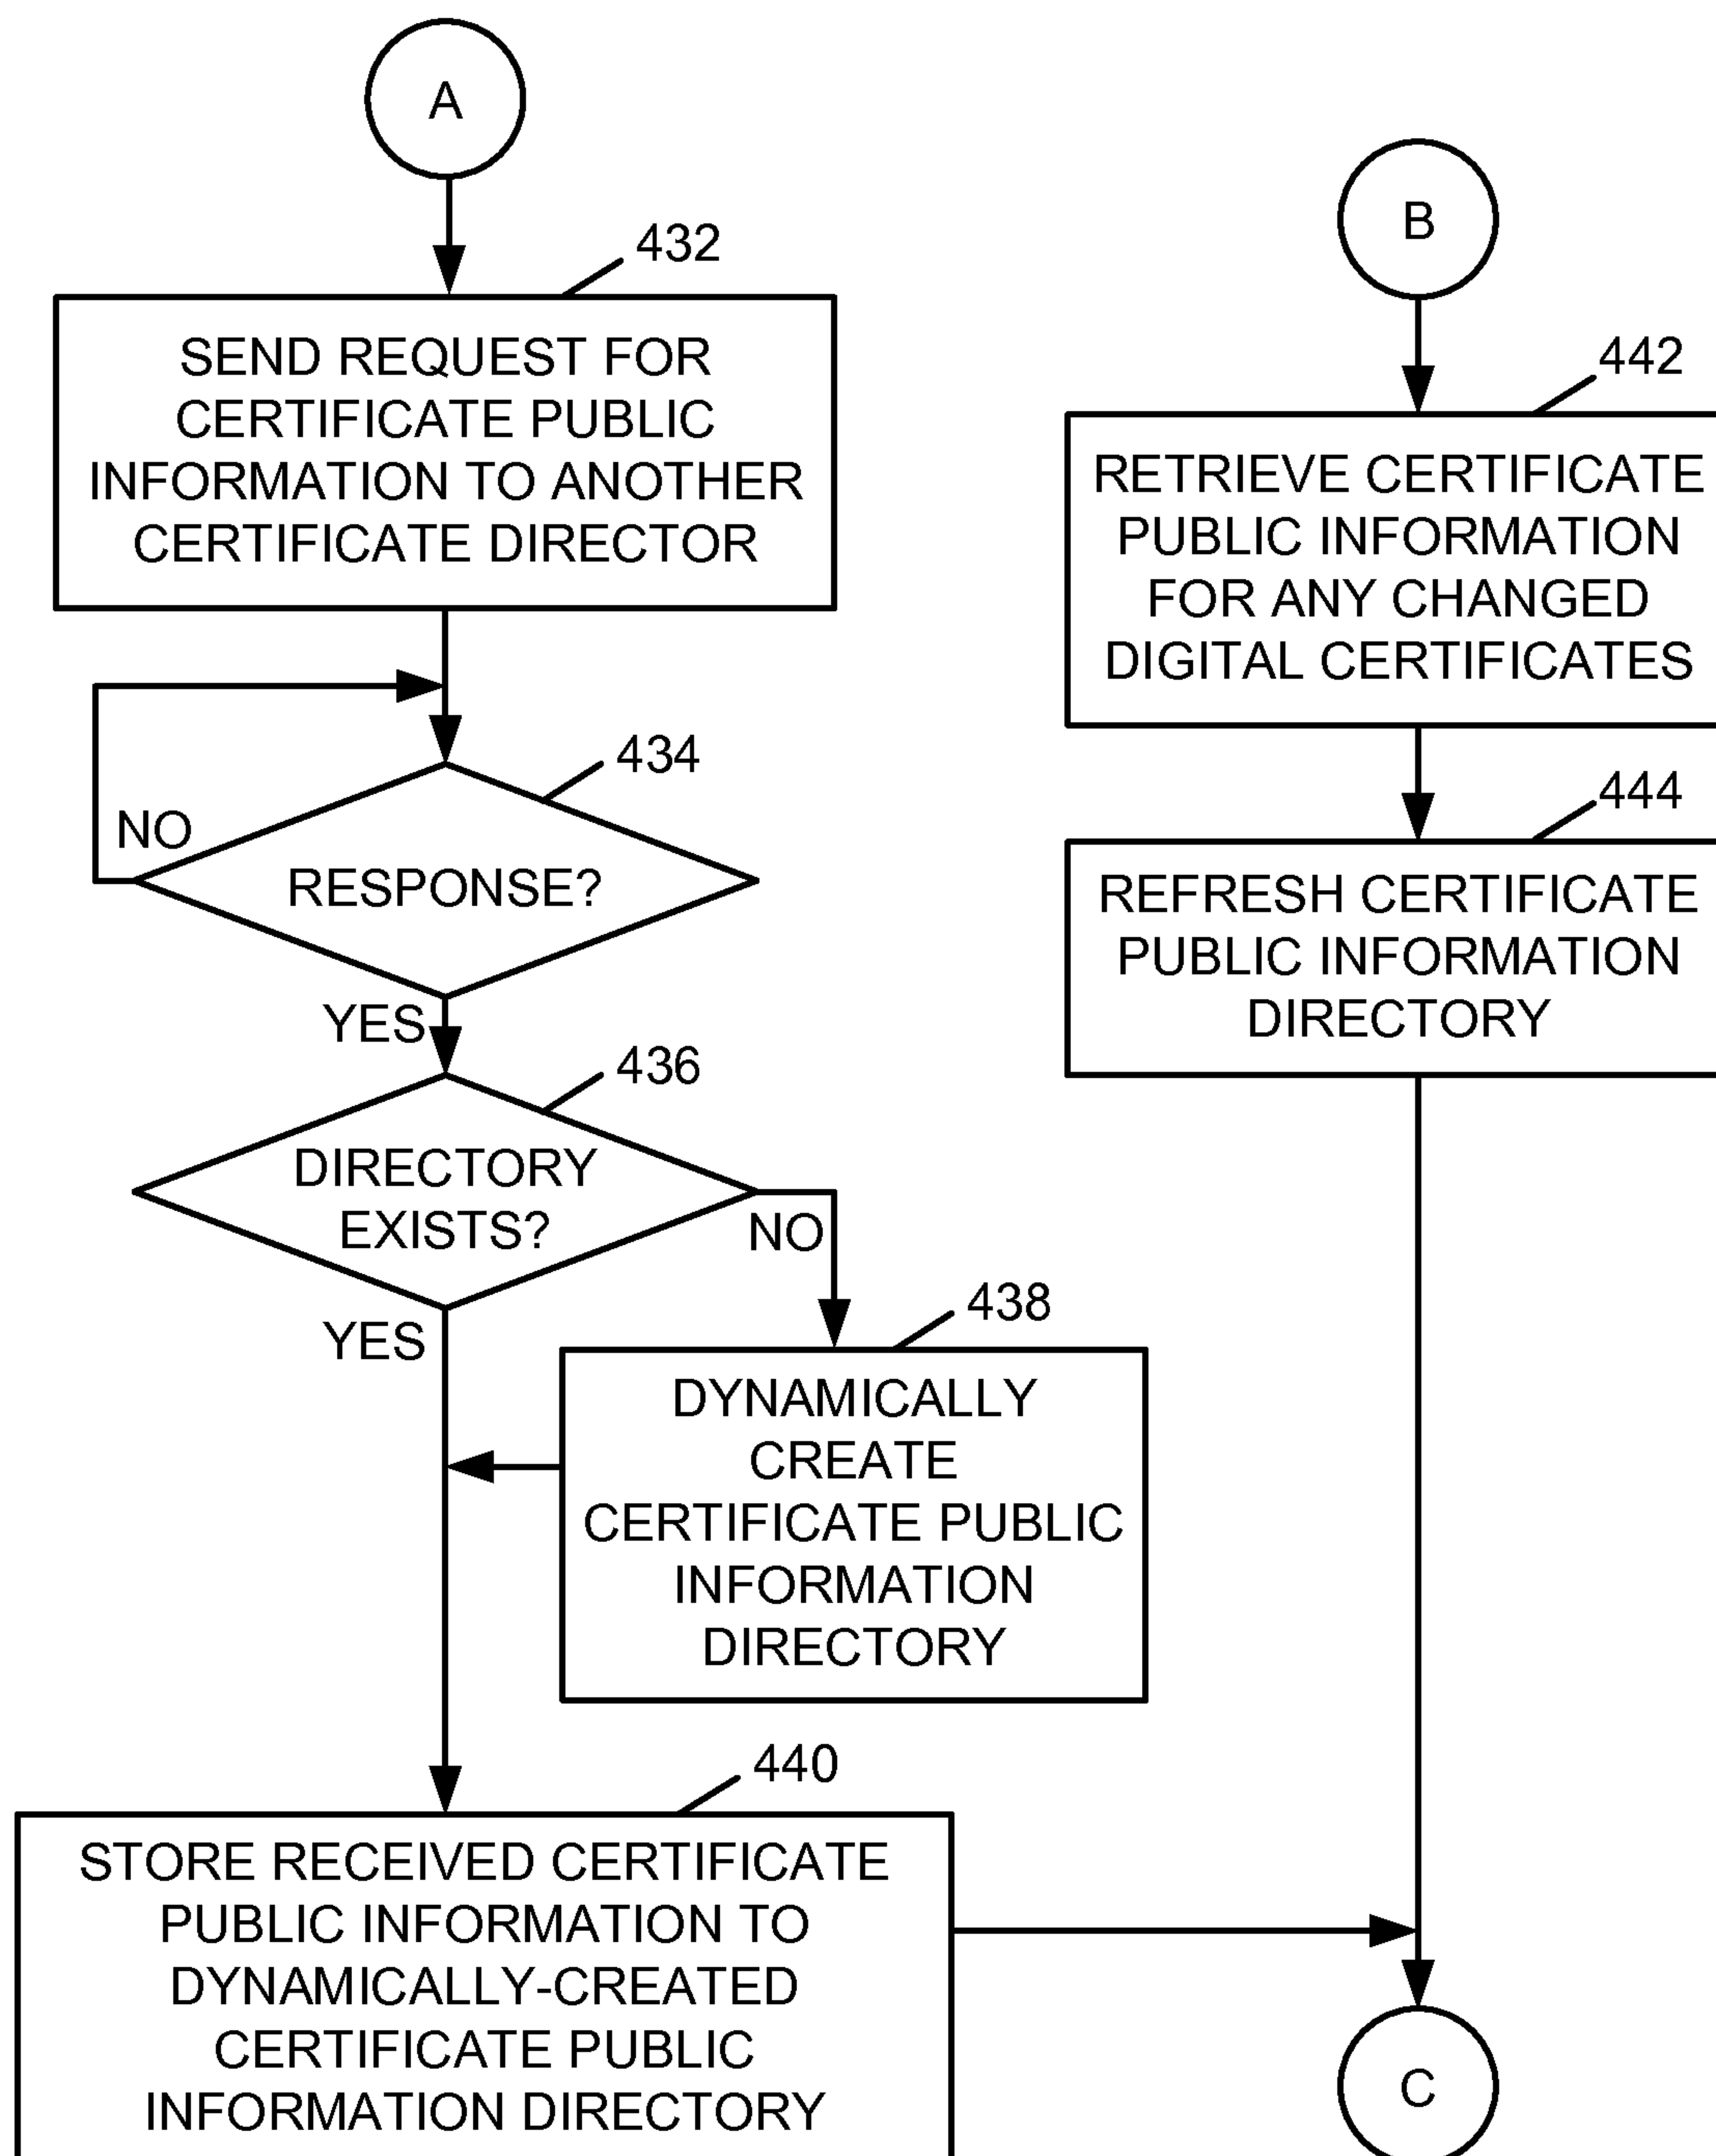 A
432
SEND REQUEST FOR
CERTIFICATE PUBLIC
INFORMATION TO ANOTHER
CERTIFICATE DIRECTOR
434
NO
RESPONSE?
YES
436
DIRECTORY
EXISTS?
NO
YES
438
DYNAMICALLY
CREATE
CERTIFICATE PUBLIC
INFORMATION
DIRECTORY
440
STORE RECEIVED CERTIFICATE
PUBLIC INFORMATION TO
DYNAMICALLY-CREATED
CERTIFICATE PUBLIC
INFORMATION DIRECTORY
B
442
RETRIEVE CERTIFICATE
PUBLIC INFORMATION
FOR ANY CHANGED
DIGITAL CERTIFICATES
444
REFRESH CERTIFICATE
PUBLIC INFORMATION
DIRECTORY
C